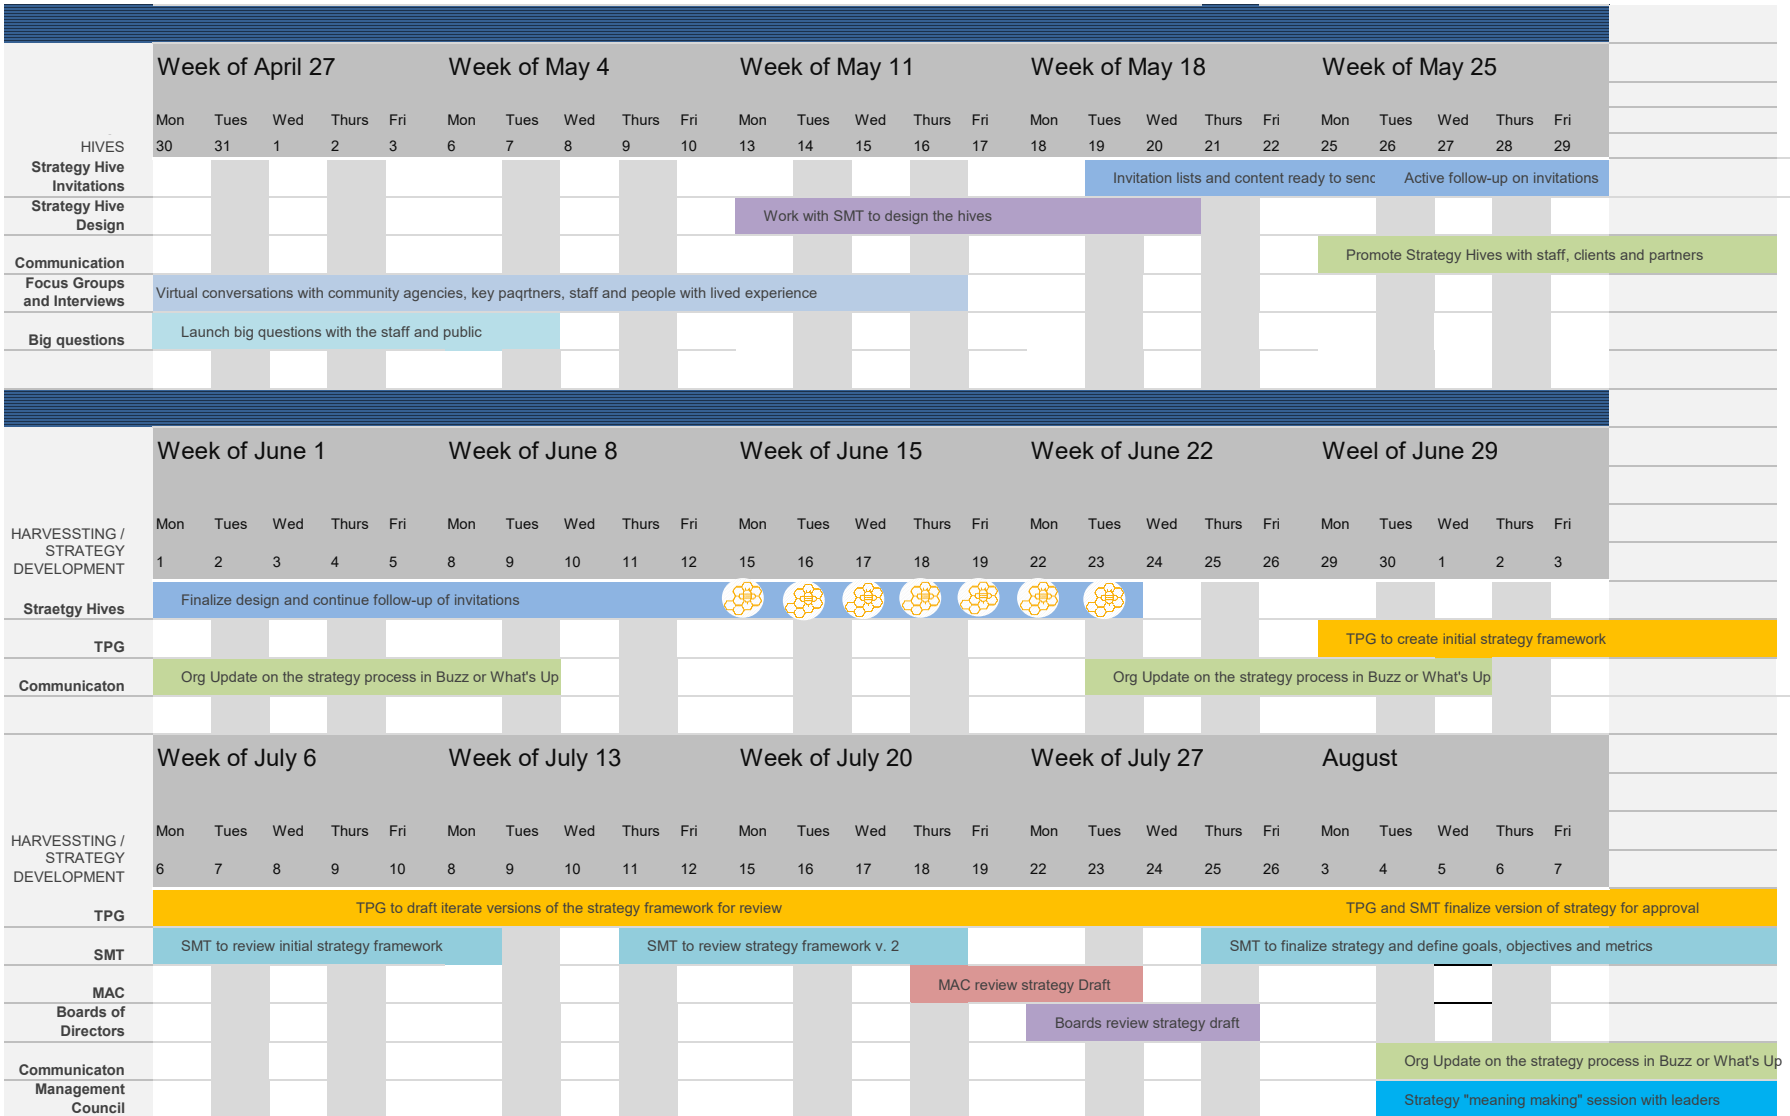 Week of April 27 Week of May 4 Week of May 11 Week of May 18 Week of May 25
Mon Tues Wed Thurs Fri Mon Tues Wed Thurs Fri Mon Tues Wed Thurs Fri Mon Tues Wed Thurs Fri Mon Tues Wed Thurs Fri
HIVES 30 31 1 2 3 6 7 8 9 10 13 14 15 16 17 18 19 20 21 22 25 26 27 28 29
Strategy Hive
Invitations
Invitation lists and content ready to senc Active follow-up on invitations
Strategy Hive
Design
Work with SMT to design the hives
Communication
Promote Strategy Hives with staff, clients and partners
Focus Groups
and Interviews
Virtual conversations with community agencies, key paqrtners, staff and people with lived experience
Big questions
Launch big questions with the staff and public
Week of June 1 Week of June 8 Week of June 15 Week of June 22 Weel of June 29
Mon Tues Wed Thurs Fri Mon Tues Wed Thurs Fri Mon Tues Wed Thurs Fri Mon Tues Wed Thurs Fri Mon Tues Wed Thurs Fri
HARVESSTING /
STRATEGY
DEVELOPMENT
1 2 3 4 5 8 9 10 11 12 15 16 17 18 19 22 23 24 25 26 29 30 1 2 3
Straetgy Hives
Finalize design and continue follow-up of invitations
TPG
TPG to create initial strategy framework
Communicaton
Org Update on the strategy process in Buzz or What's Up Org Update on the strategy process in Buzz or What's Up
Week of July 6 Week of July 13 Week of July 20 Week of July 27 August
Mon Tues Wed Thurs Fri Mon Tues Wed Thurs Fri Mon Tues Wed Thurs Fri Mon Tues Wed Thurs Fri Mon Tues Wed Thurs Fri
HARVESSTING /
STRATEGY
DEVELOPMENT
6 7 8 9 10 8 9 10 11 12 15 16 17 18 19 22 23 24 25 26 3 4 5 6 7
TPG
TPG to draft iterate versions of the strategy framework for review TPG and SMT finalize version of strategy for approval
SMT
SMT to review initial strategy framework SMT to review strategy framework v. 2 SMT to finalize strategy and define goals, objectives and metrics
MAC
MAC review strategy Draft
Boards of
Directors
Boards review strategy draft
Communicaton
Org Update on the strategy process in Buzz or What's Up
Management
Council
Strategy "meaning making" session with leaders